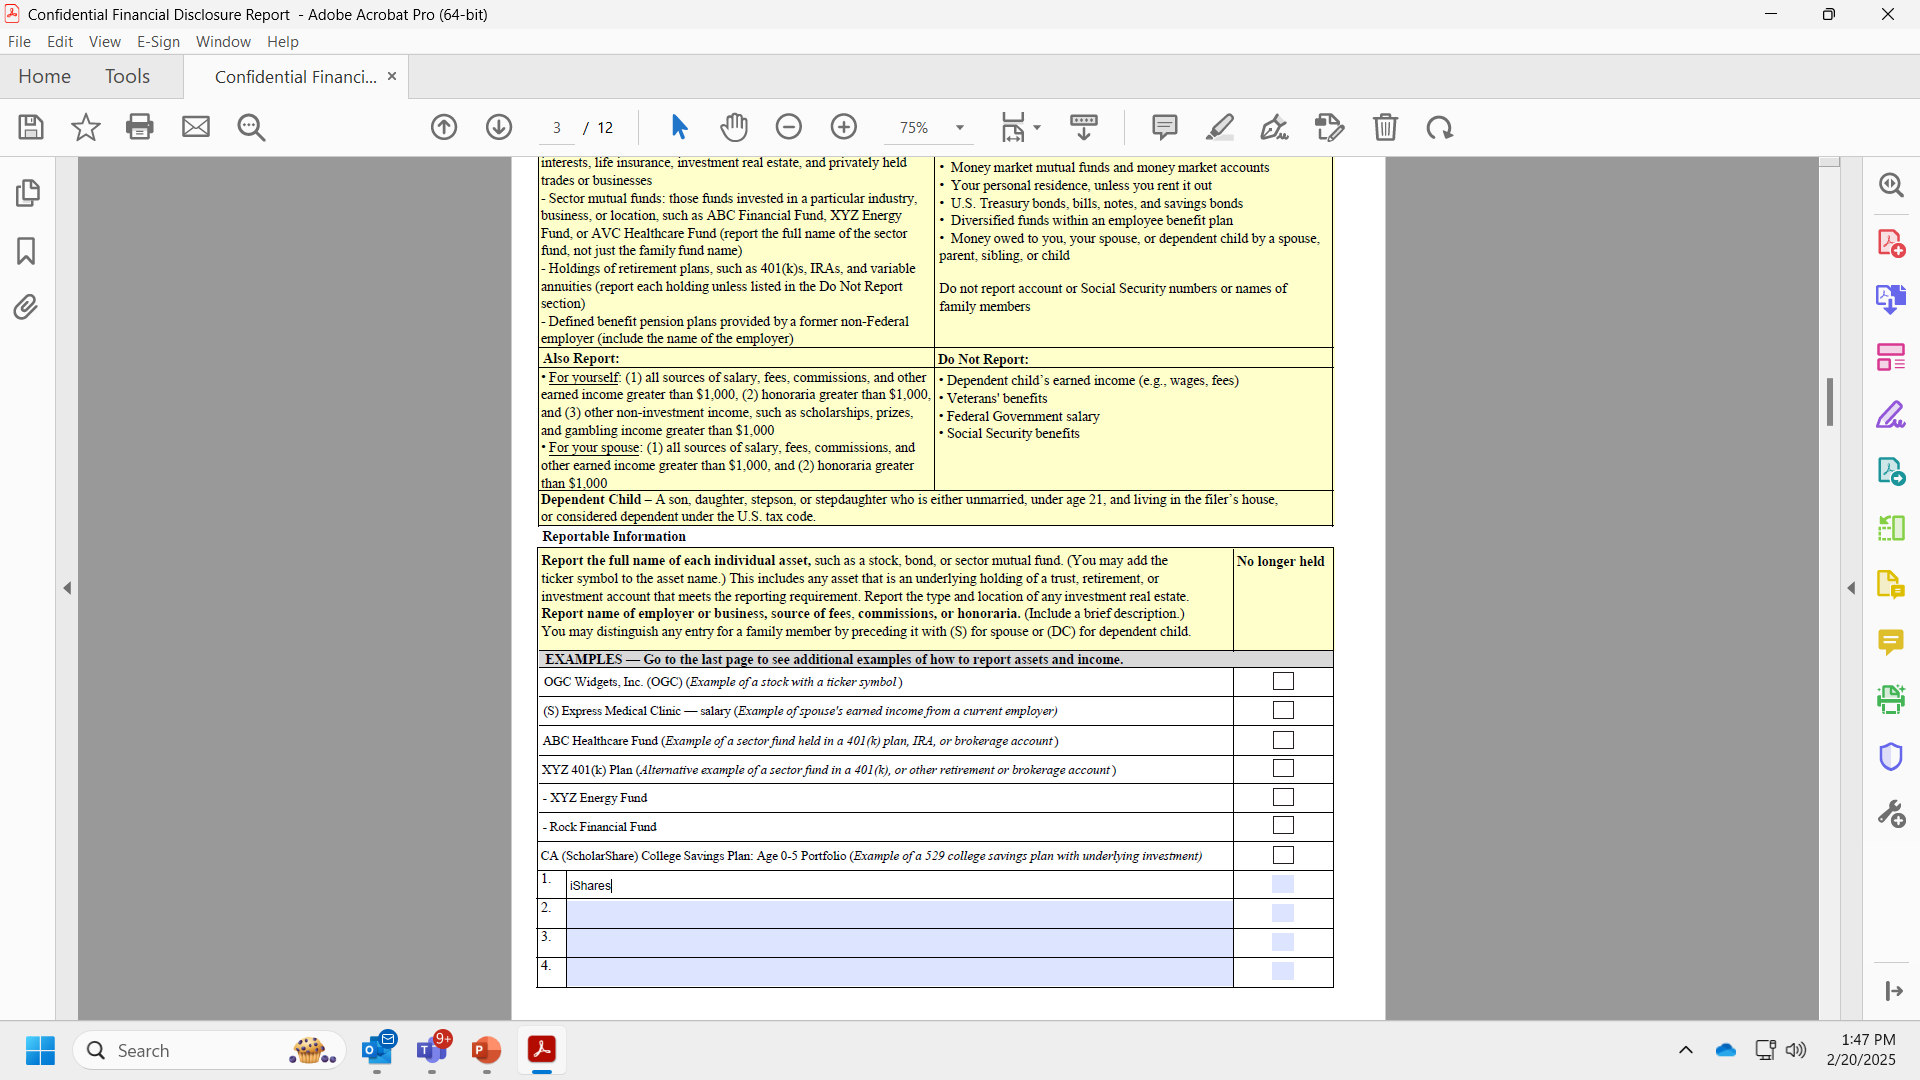 Confidential Financial Disclosure Report - Adobe Acrobat Pro (64-bit)
File Edit View E-Sign Window Help
Home Tools Confidential Financi... ×
3 / 12 75%
interests, life insurance, investment real estate, and privately held
trades or businesses
- Sector mutual funds: those funds invested in a particular industry,
business, or location, such as ABC Financial Fund, XYZ Energy
Fund, or AVC Healthcare Fund (report the full name of the sector
fund, not just the family fund name)
- Holdings of retirement plans, such as 401(k)s, IRAs, and variable
annuities (report each holding unless listed in the Do Not Report
section)
- Defined benefit pension plans provided by a former non-Federal
employer (include the name of the employer)
• Money market mutual funds and money market accounts
• Your personal residence, unless you rent it out
• U.S. Treasury bonds, bills, notes, and savings bonds
• Diversified funds within an employee benefit plan
• Money owed to you, your spouse, or dependent child by a spouse,
parent, sibling, or child
Do not report account or Social Security numbers or names of
family members
Also Report:
• For yourself: (1) all sources of salary, fees, commissions, and other
earned income greater than $1,000, (2) honoraria greater than $1,000,
and (3) other non-investment income, such as scholarships, prizes,
and gambling income greater than $1,000
• For your spouse: (1) all sources of salary, fees, commissions, and
other earned income greater than $1,000, and (2) honoraria greater
than $1,000
Do Not Report:
• Dependent child's earned income (e.g., wages, fees)
• Veterans' benefits
• Federal Government salary
• Social Security benefits
Dependent Child – A son, daughter, stepson, or stepdaughter who is either unmarried, under age 21, and living in the filer's house,
or considered dependent under the U.S. tax code.
Reportable Information
Report the full name of each individual asset, such as a stock, bond, or sector mutual fund. (You may add the
ticker symbol to the asset name.) This includes any asset that is an underlying holding of a trust, retirement, or
investment account that meets the reporting requirement. Report the type and location of any investment real estate.
Report name of employer or business, source of fees, commissions, or honoraria. (Include a brief description.)
You may distinguish any entry for a family member by preceding it with (S) for spouse or (DC) for dependent child.
No longer held
EXAMPLES — Go to the last page to see additional examples of how to report assets and income.
OGC Widgets, Inc. (OGC) (Example of a stock with a ticker symbol)
(S) Express Medical Clinic — salary (Example of spouse's earned income from a current employer)
ABC Healthcare Fund (Example of a sector fund held in a 401(k) plan, IRA, or brokerage account)
XYZ 401(k) Plan (Alternative example of a sector fund in a 401(k), or other retirement or brokerage account)
- XYZ Energy Fund
- Rock Financial Fund
CA (ScholarShare) College Savings Plan: Age 0-5 Portfolio (Example of a 529 college savings plan with underlying investment)
1. iShares
2.
3.
4.
Search
9+
1:47 PM
2/20/2025